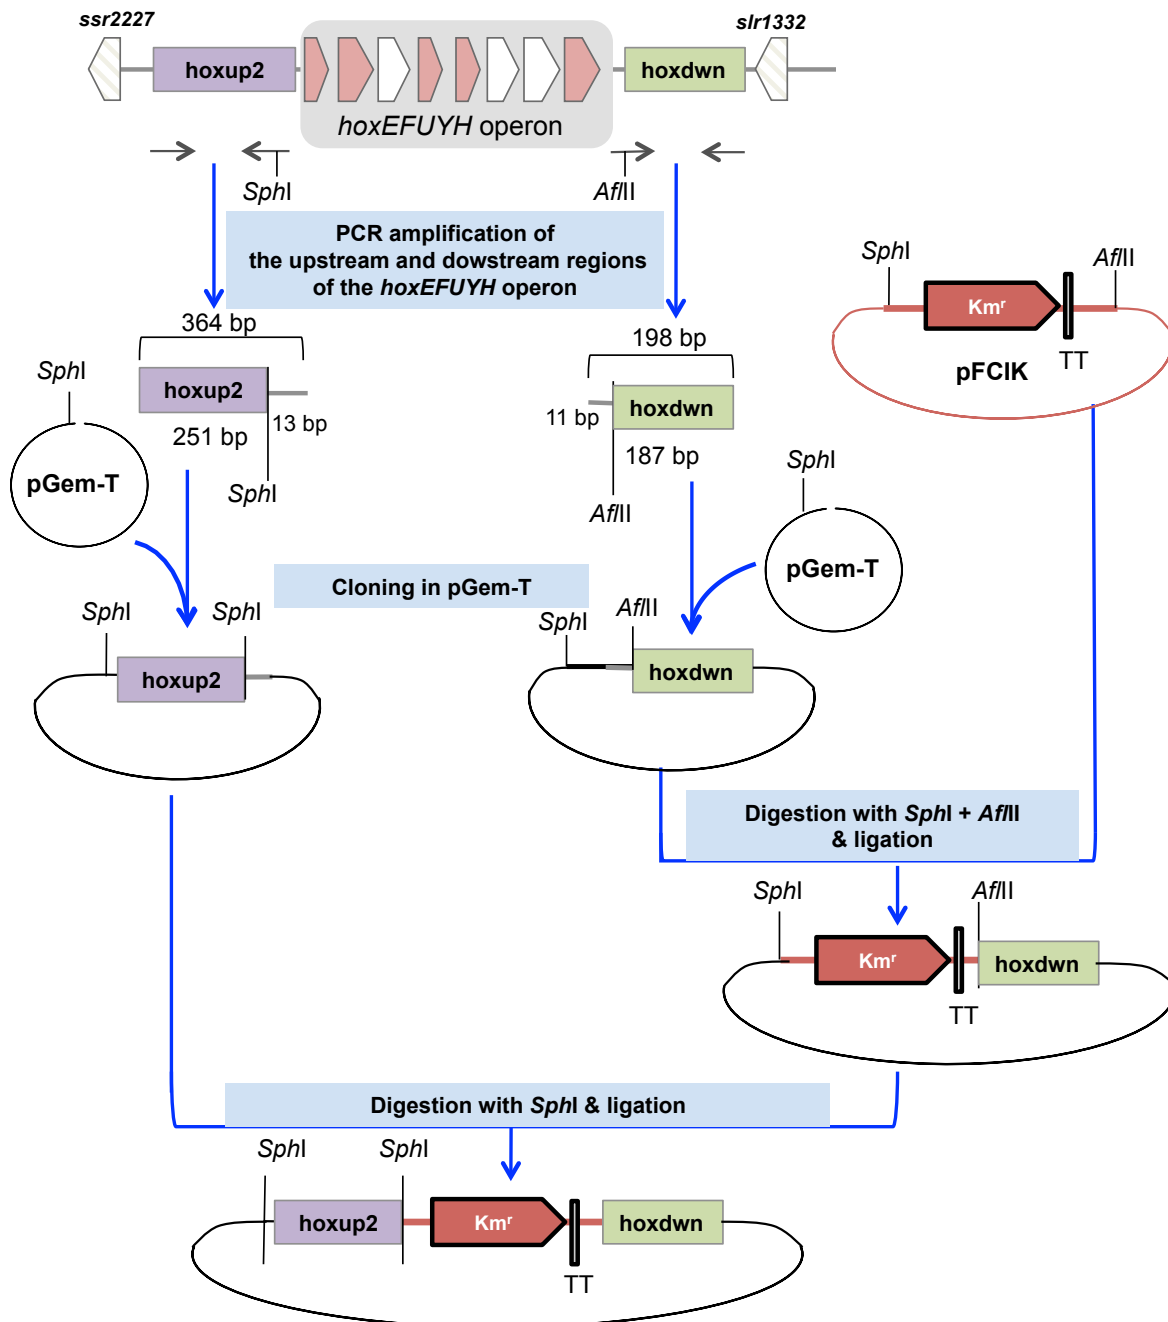 ssr2227
slr1332
hoxup2
hoxdwn
hoxEFUYH operon
SphI
AflII
PCR amplification of
the upstream and dowstream regions
of the hoxEFUYH operon
SphI
AflII
Kmʳ
TT
pFCIK
364 bp
198 bp
SphI
hoxup2
13 bp
251 bp
SphI
pGem-T
hoxdwn
11 bp
187 bp
AflII
SphI
pGem-T
Cloning in pGem-T
SphI
SphI
hoxup2
SphI
AflII
hoxdwn
Digestion with SphI + AflII
& ligation
SphI
AflII
Kmʳ
hoxdwn
TT
Digestion with SphI & ligation
SphI
SphI
hoxup2
Kmʳ
hoxdwn
TT